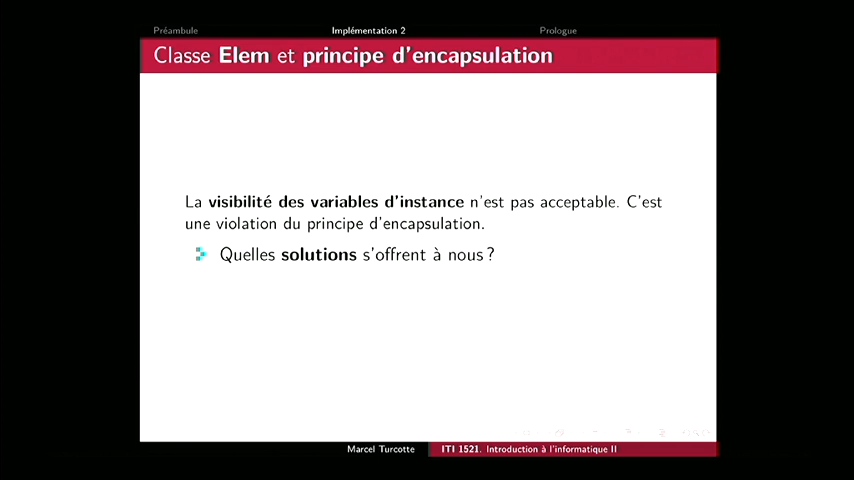 Préambule Implémentation 2 Prologue
Classe Elem et principe d'encapsulation
La visibilité des variables d'instance n'est pas acceptable. C'est
une violation du principe d'encapsulation.
Quelles solutions s'offrent à nous ?
Marcel Turcotte ITI 1521. Introduction à l'informatique II